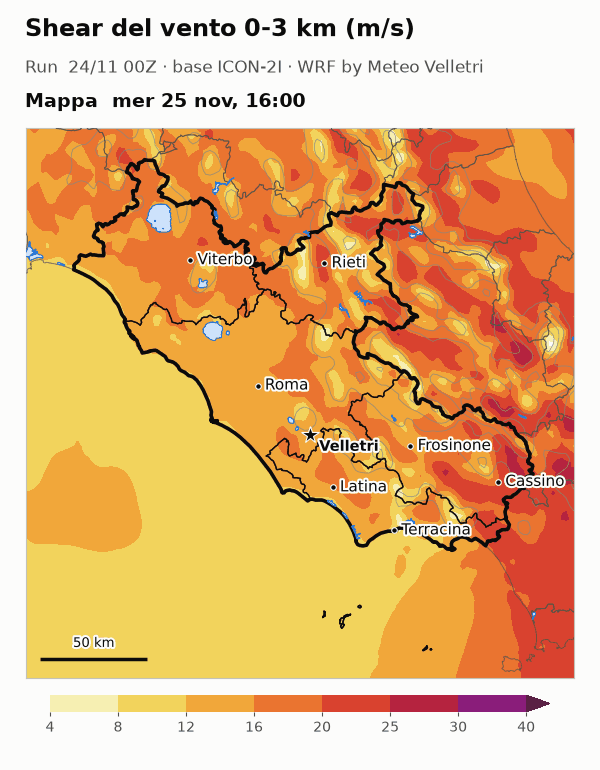 Shear del vento 0-3 km (m/s)
Run  24/11 00Z · base ICON-2I · WRF by Meteo Velletri
Mappa  mer 25 nov, 16:00
Viterbo
Rieti
Roma
Velletri
Frosinone
Latina
Cassino
Terracina
50 km
4 8 12 16 20 25 30 40